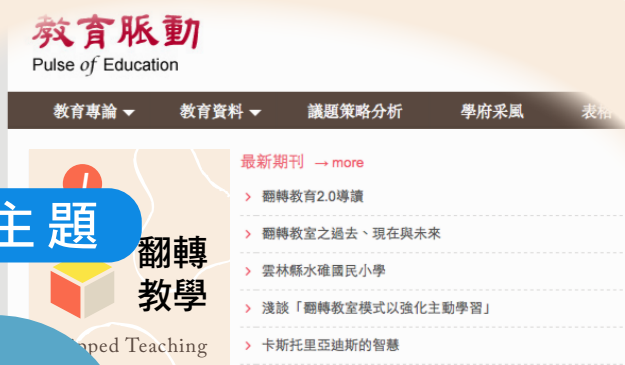 教育脈動
Pulse of Education
教育專論 教育資料 議題策略分析 學府采風 表格
最新期刊 →more
翻轉教育2.0導讀
翻轉教室之過去、現在與未來
雲林縣水碓國民小學
淺談「翻轉教室模式以強化主動學習」
卡斯托里亞迪斯的智慧
主題
翻轉
教學
Teaching